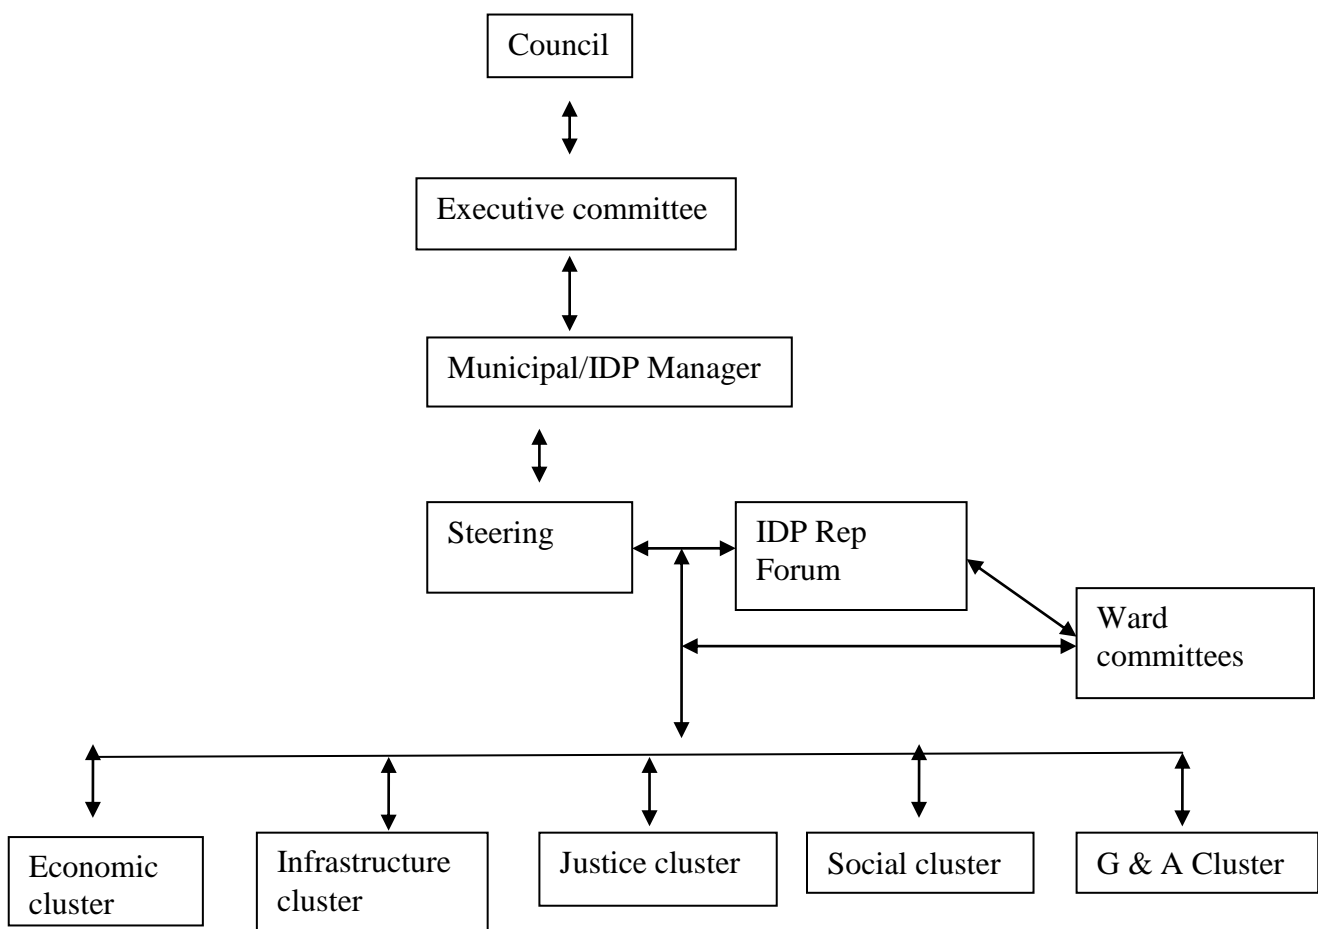 Council
Executive committee
Municipal/IDP Manager
Steering
IDP Rep
Forum
Ward
committees
Economic
cluster
Infrastructure
cluster
Justice cluster
Social cluster
G & A Cluster